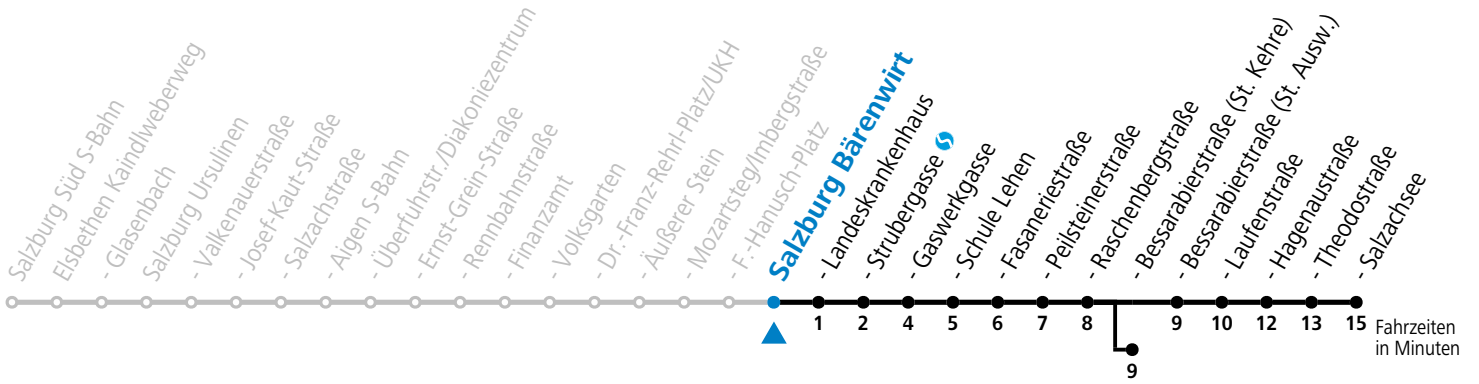 Salzburg Süd S-Bahn
Elsbethen Kaindlweberweg
- Glasenbach
Salzburg Ursulinen
- Valkenauerstraße
- Josef-Kaut-Straße
- Salzachstraße
- Aigen S-Bahn
- Überfuhrstr./Diakoniezentrum
- Ernst-Grein-Straße
- Rennbahnstraße
- Finanzamt
- Volksgarten
- Dr.-Franz-Rehrl-Platz/UKH
- Äußerer Stein
- Mozartsteg/Imbergstraße
- F.-Hanusch-Platz
Salzburg Bärenwirt
- Landeskrankenhaus
- Strubergasse
- Gaswerkgasse
- Schule Lehen
- Fasaneriestraße
- Peilsteinerstraße
- Raschenbergstraße
- Bessarabierstraße (St. Kehre)
- Bessarabierstraße (St. Ausw.)
- Laufenstraße
- Hagenaustraße
- Theodostraße
- Salzachsee
1 2 4 5 6 7 8 9 10 12 13 15 Fahrzeiten
in Minuten
9